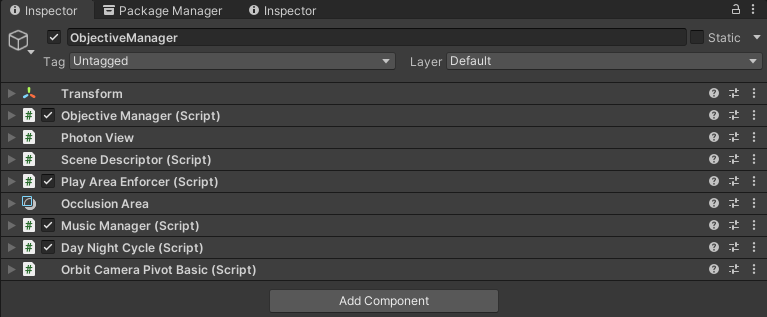 Inspector Package Manager Inspector
ObjectiveManager Static
Tag Untagged Layer Default
Transform
# Objective Manager (Script)
# Photon View
# Scene Descriptor (Script)
# Play Area Enforcer (Script)
Occlusion Area
# Music Manager (Script)
# Day Night Cycle (Script)
# Orbit Camera Pivot Basic (Script)
Add Component